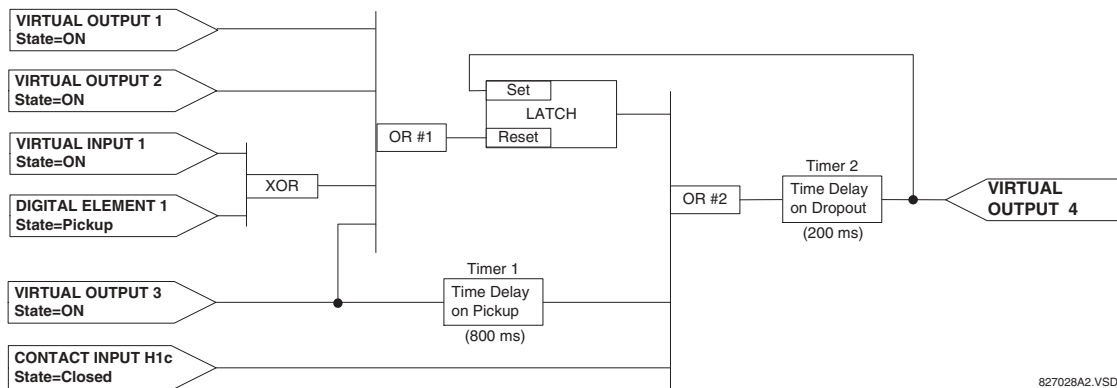 VIRTUAL OUTPUT 1
State=ON
VIRTUAL OUTPUT 2
State=ON
VIRTUAL INPUT 1
State=ON
DIGITAL ELEMENT 1
State=Pickup
VIRTUAL OUTPUT 3
State=ON
CONTACT INPUT H1c
State=Closed
XOR
OR #1
Set
LATCH
Reset
Timer 1
Time Delay
on Pickup
(800 ms)
OR #2
Timer 2
Time Delay
on Dropout
(200 ms)
VIRTUAL
OUTPUT 4
827028A2.VSD